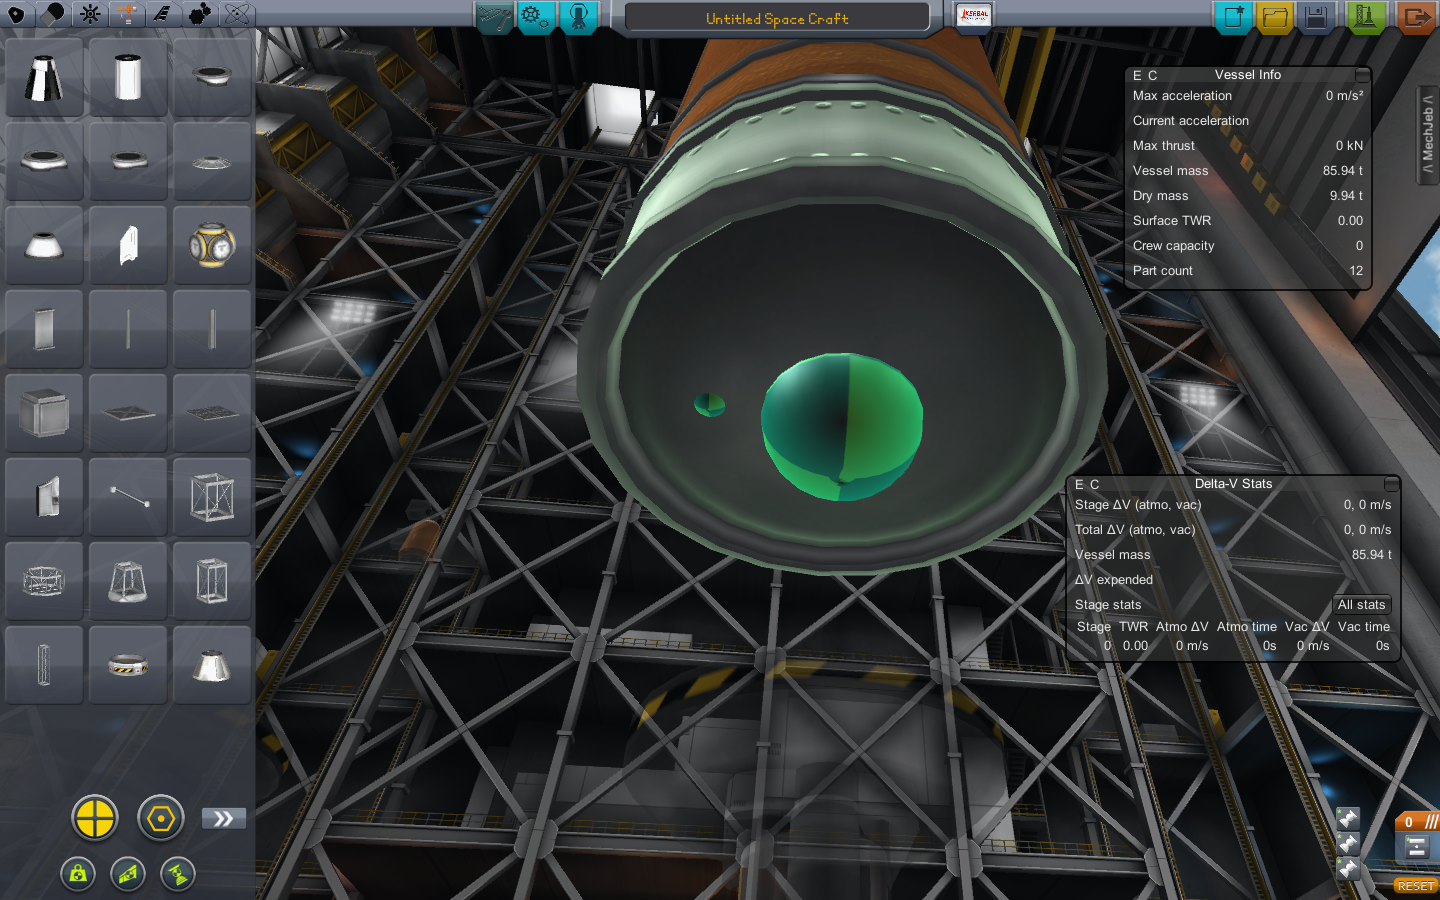 Untitled Space Craft
KERBAL
E C Vessel Info
Max acceleration 0 m/s²
Current acceleration
Max thrust 0 kN
Vessel mass 85.94 t
Dry mass 9.94 t
Surface TWR 0.00
Crew capacity 0
Part count 12
/\ MechJeb /\
E C Delta-V Stats
Stage ΔV (atmo, vac) 0, 0 m/s
Total ΔV (atmo, vac) 0, 0 m/s
Vessel mass 85.94 t
ΔV expended
Stage stats All stats
Stage TWR Atmo ΔV Atmo time Vac ΔV Vac time
0 0.00 0 m/s 0s 0 m/s 0s
0
RESET